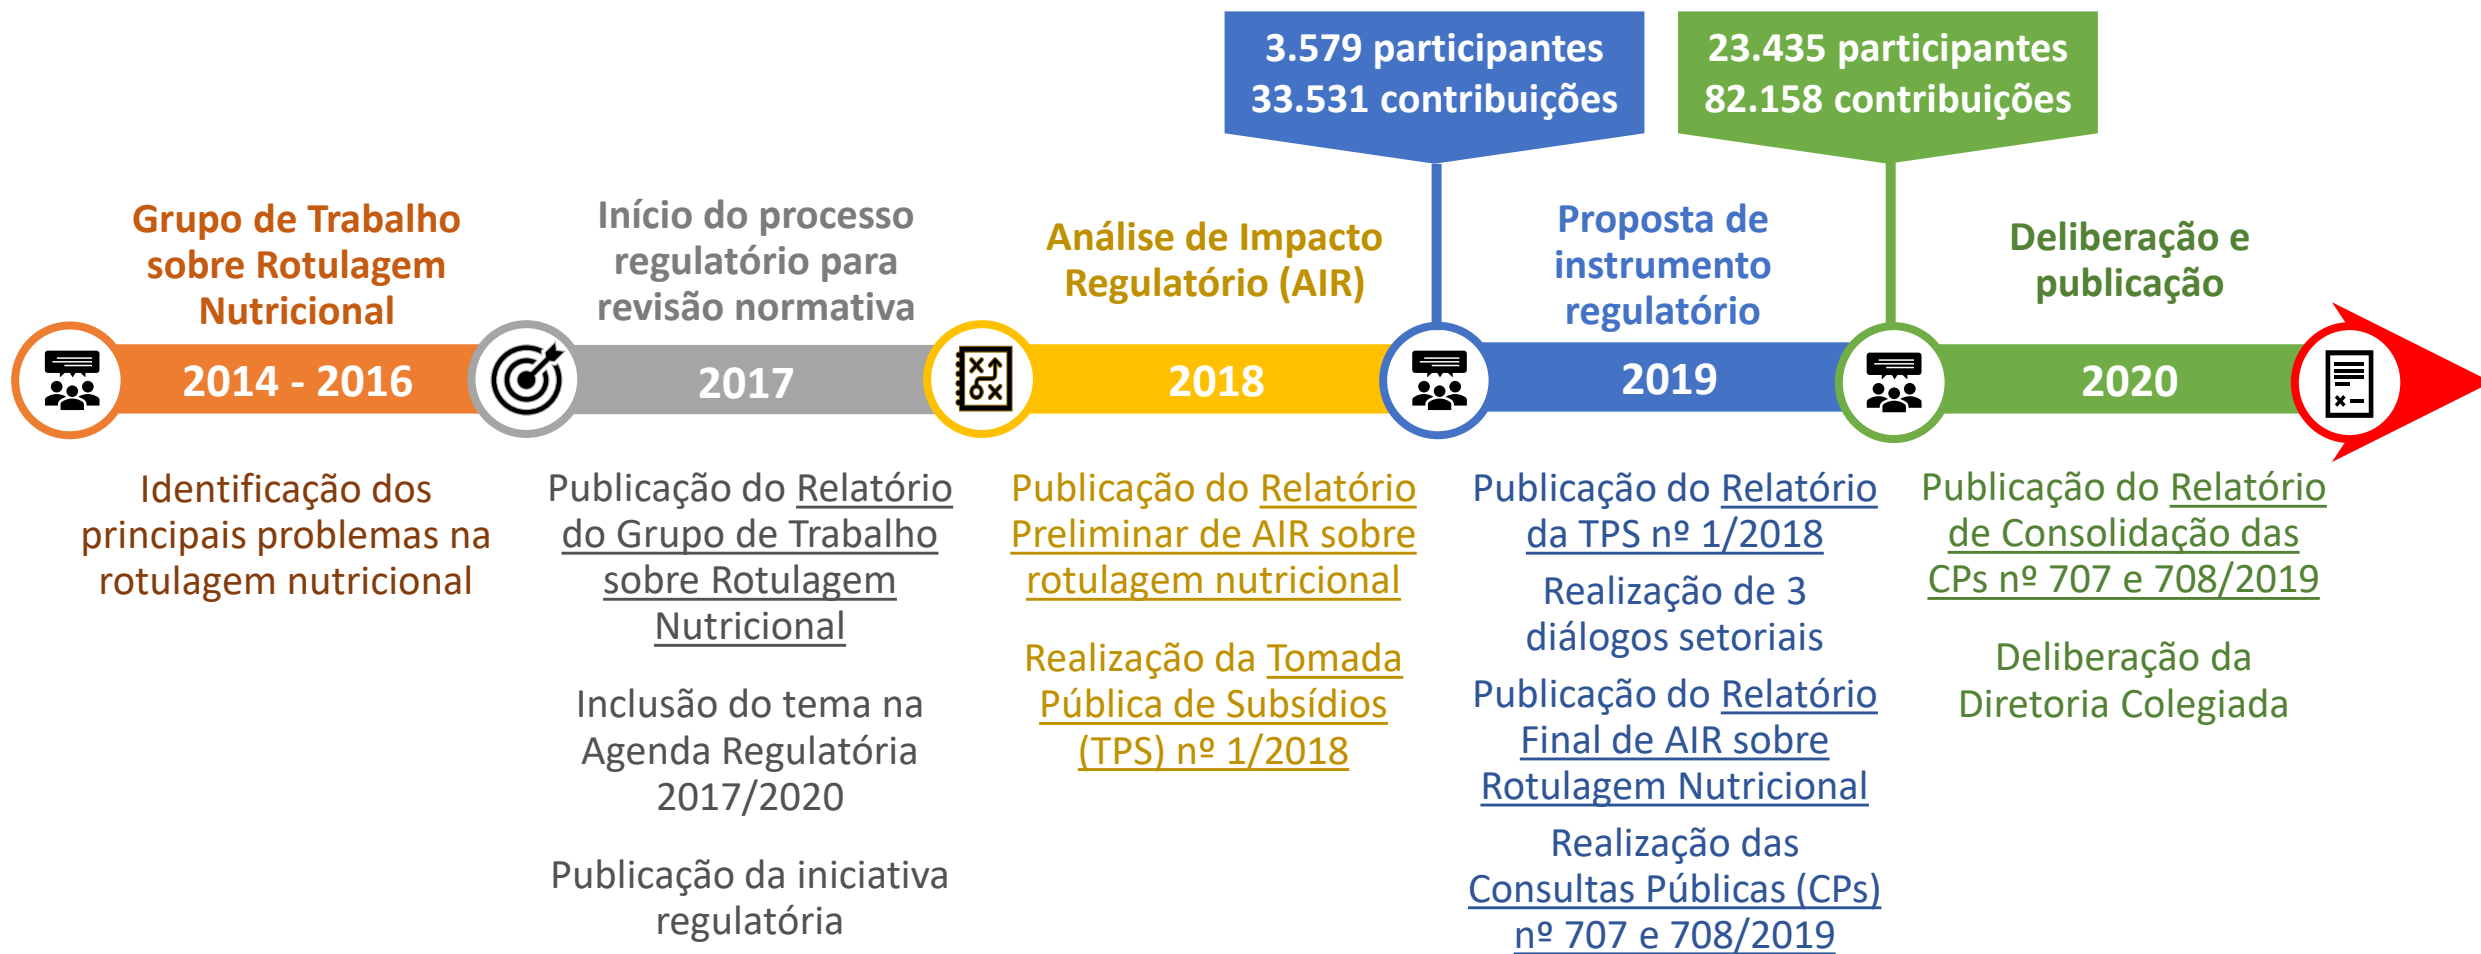 3.579 participantes
33.531 contribuições
23.435 participantes
82.158 contribuições
Grupo de Trabalho
sobre Rotulagem
Nutricional
2014 - 2016
Identificação dos
principais problemas na
rotulagem nutricional
Início do processo
regulatório para
revisão normativa
2017
Publicação do Relatório
do Grupo de Trabalho
sobre Rotulagem
Nutricional
Inclusão do tema na
Agenda Regulatória
2017/2020
Publicação da iniciativa
regulatória
Análise de Impacto
Regulatório (AIR)
2018
Publicação do Relatório
Preliminar de AIR sobre
rotulagem nutricional
Realização da Tomada
Pública de Subsídios
(TPS) nº 1/2018
Proposta de
instrumento
regulatório
2019
Publicação do Relatório
da TPS nº 1/2018
Realização de 3
diálogos setoriais
Publicação do Relatório
Final de AIR sobre
Rotulagem Nutricional
Realização das
Consultas Públicas (CPs)
nº 707 e 708/2019
Deliberação e
publicação
2020
Publicação do Relatório
de Consolidação das
CPs nº 707 e 708/2019
Deliberação da
Diretoria Colegiada